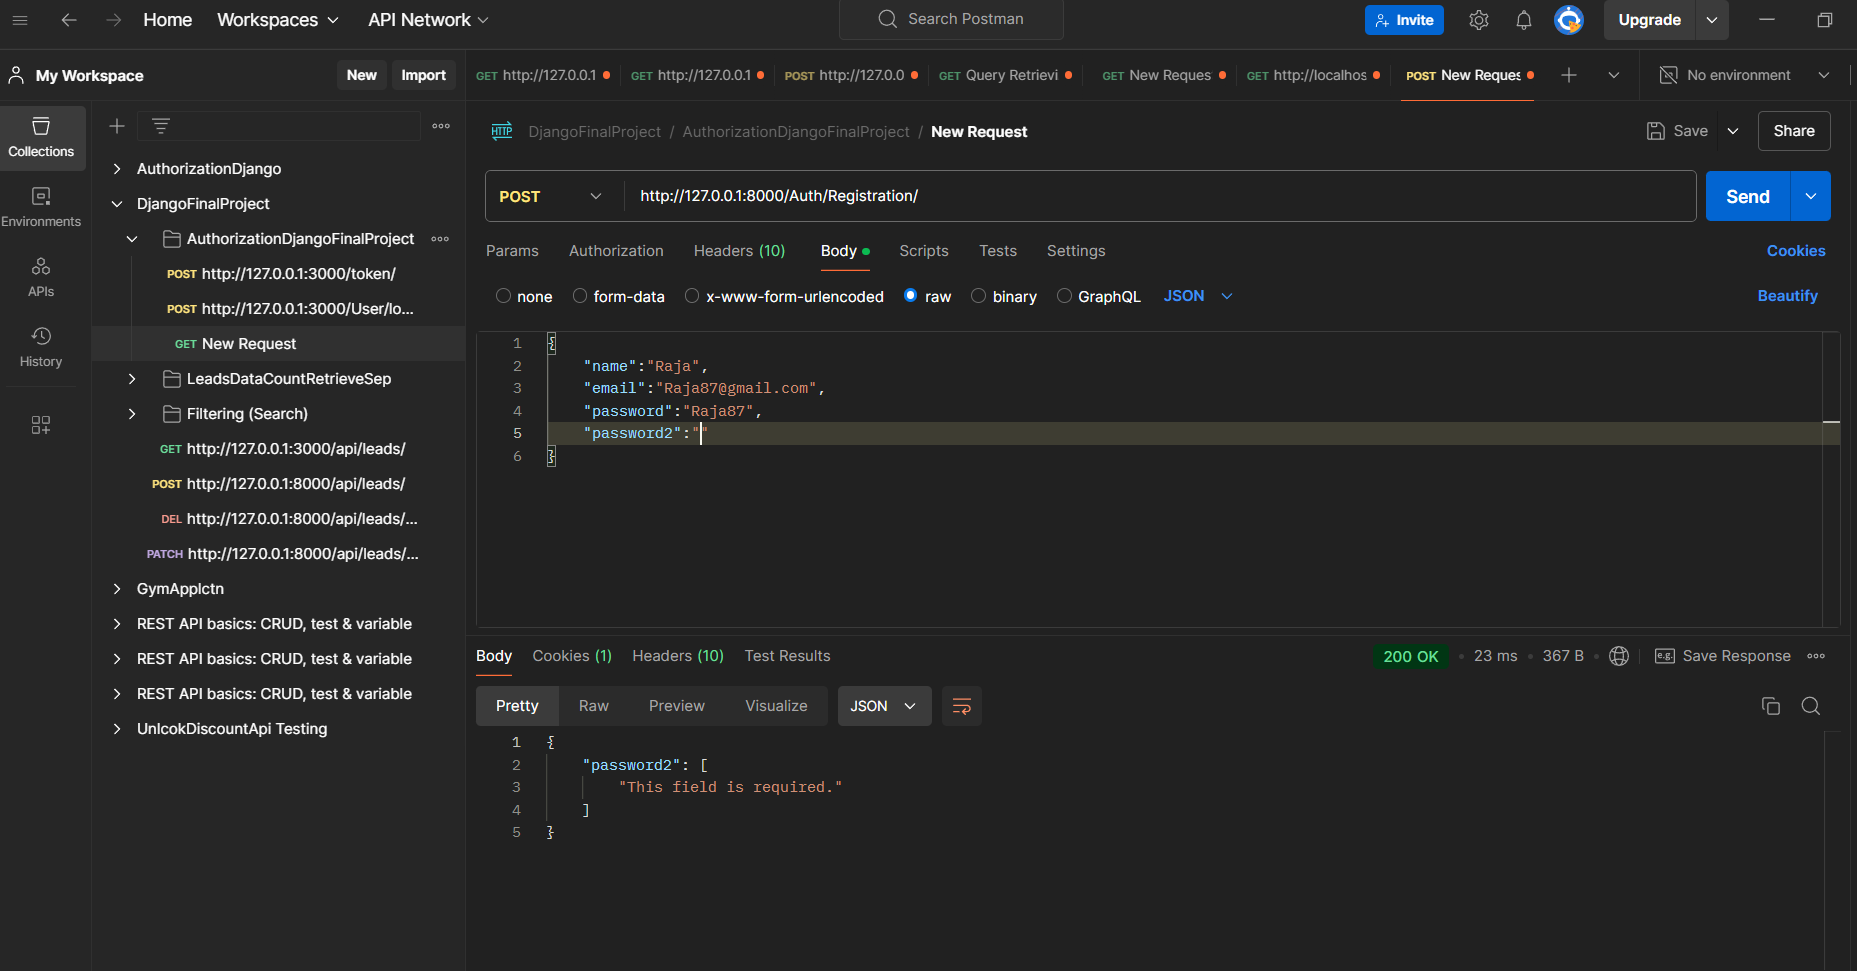 Home Workspaces API Network Search Postman Invite Upgrade
My Workspace New Import GET http://127.0.0.1 GET http://127.0.0.1 POST http://127.0.0 GET Query Retrievi GET New Reques GET http://localhos POST New Reques No environment
Collections
Environments
APIs
History
AuthorizationDjango
DjangoFinalProject
AuthorizationDjangoFinalProject
POST http://127.0.0.1:3000/token/
POST http://127.0.0.1:3000/User/lo...
GET New Request
LeadsDataCountRetrieveSep
Filtering (Search)
GET http://127.0.0.1:3000/api/leads/
POST http://127.0.0.1:8000/api/leads/
DEL http://127.0.0.1:8000/api/leads/...
PATCH http://127.0.0.1:8000/api/leads/...
GymApplctn
REST API basics: CRUD, test & variable
REST API basics: CRUD, test & variable
REST API basics: CRUD, test & variable
UnlcokDiscountApi Testing
HTTP DjangoFinalProject / AuthorizationDjangoFinalProject / New Request Save Share
POST http://127.0.0.1:8000/Auth/Registration/ Send
Params Authorization Headers (10) Body Scripts Tests Settings Cookies
none form-data x-www-form-urlencoded raw binary GraphQL JSON Beautify
1 {
2 "name":"Raja",
3 "email":"Raja87@gmail.com",
4 "password":"Raja87",
5 "password2":""
6 }
Body Cookies (1) Headers (10) Test Results 200 OK • 23 ms • 367 B • e.g. Save Response
Pretty Raw Preview Visualize JSON
1 {
2 "password2": [
3 "This field is required."
4 ]
5 }